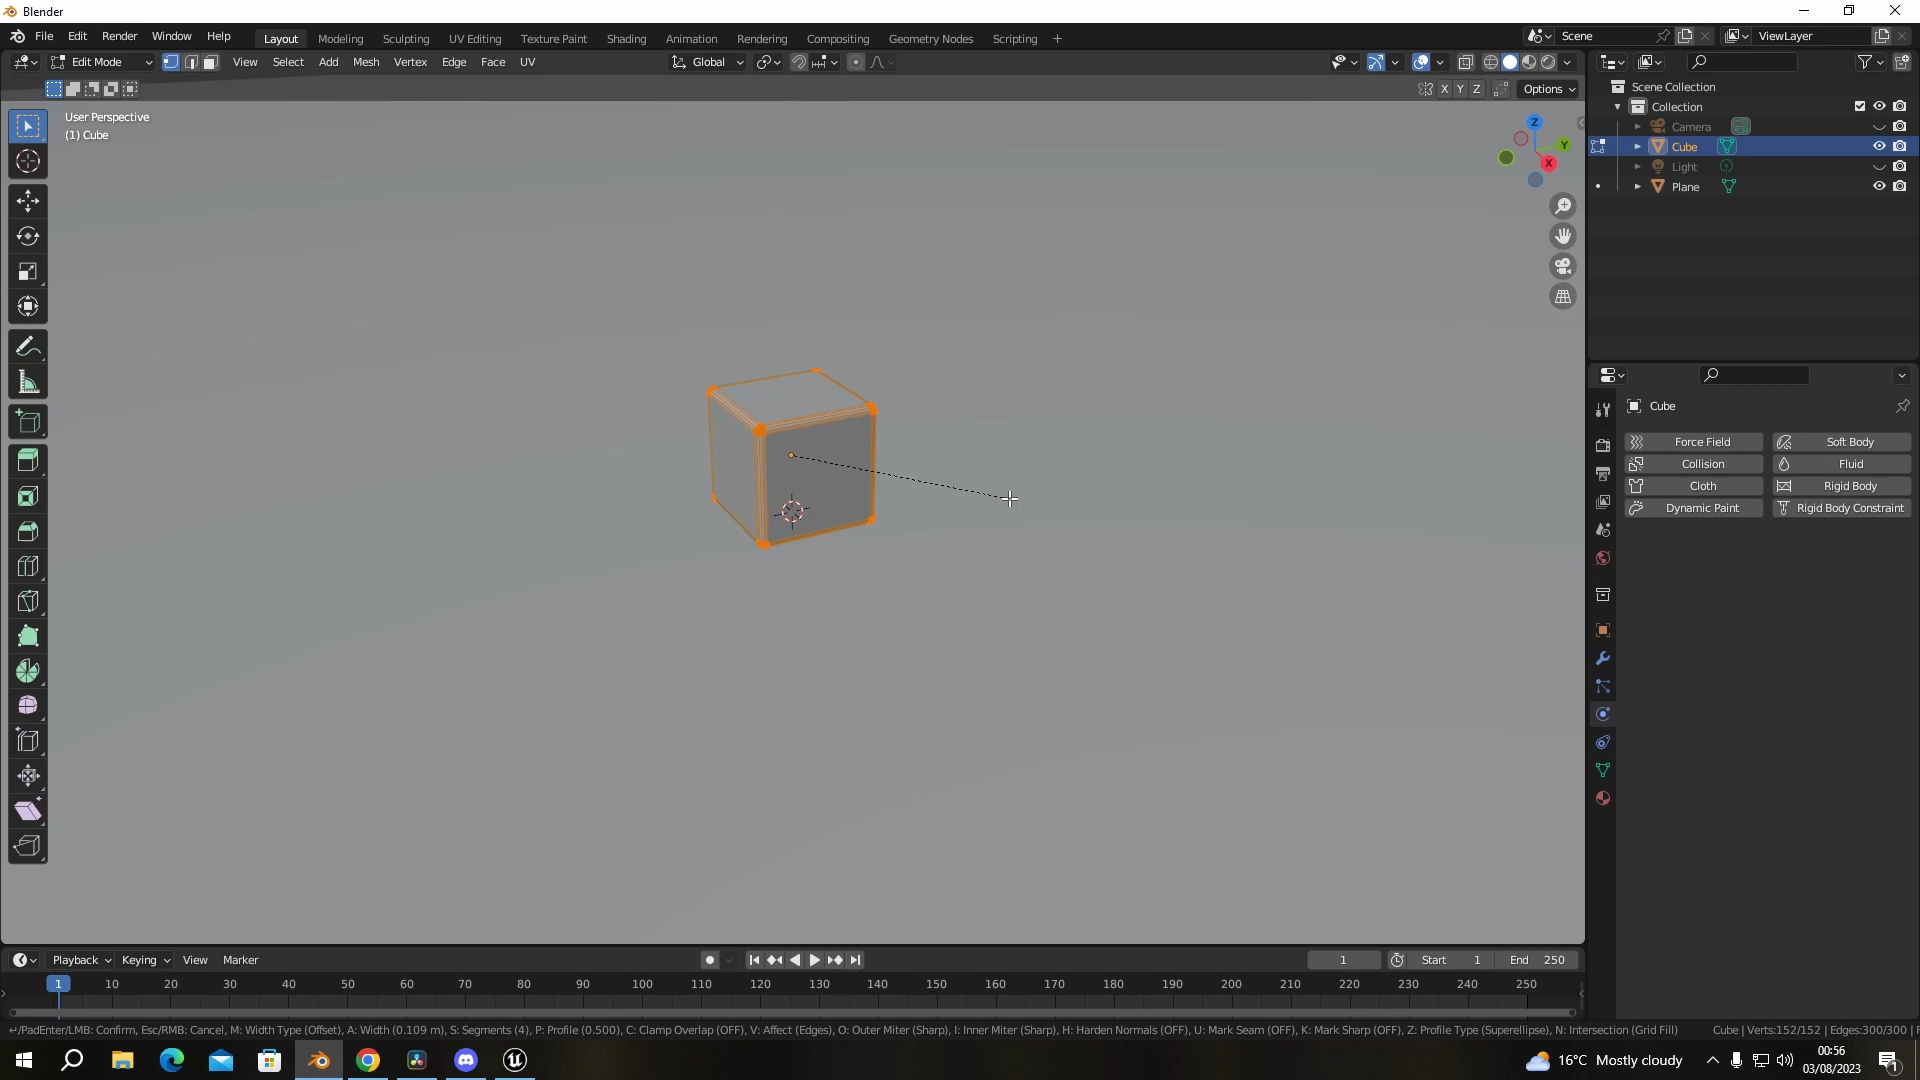 Blender
File Edit Render Window Help Layout Modeling Sculpting UV Editing Texture Paint Shading Animation Rendering Compositing Geometry Nodes Scripting + Scene ViewLayer
Edit Mode View Select Add Mesh Vertex Edge Face UV Global
X Y Z Options
User Perspective
(1) Cube
Z
Y
X
Scene Collection
Collection
Camera
Cube
Light
Plane
Cube
Force Field Soft Body
Collision Fluid
Cloth Rigid Body
Dynamic Paint Rigid Body Constraint
Playback Keying View Marker 1 Start 1 End 250
1 10 20 30 40 50 60 70 80 90 100 110 120 130 140 150 160 170 180 190 200 210 220 230 240 250
↵/PadEnter/LMB: Confirm, Esc/RMB: Cancel, M: Width Type (Offset), A: Width (0.109 m), S: Segments (4), P: Profile (0.500), C: Clamp Overlap (OFF), V: Affect (Edges), O: Outer Miter (Sharp), I: Inner Miter (Sharp), H: Harden Normals (OFF), U: Mark Seam (OFF), K: Mark Sharp (OFF), Z: Profile Type (Superellipse), N: Intersection (Grid Fill) Cube | Verts:152/152 | Edges:300/300 | F
16°C Mostly cloudy
00:56
03/08/2023
1